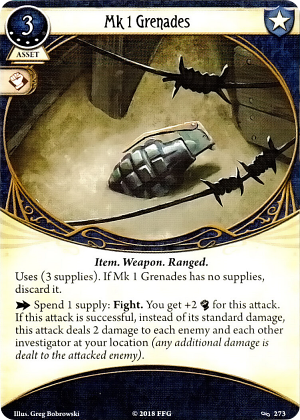 3
Mk 1 Grenades
ASSET
Item. Weapon. Ranged.
Uses (3 supplies). If Mk 1 Grenades has no supplies,
discard it.
Spend 1 supply: Fight. You get +2 for this attack.
If this attack is successful, instead of its standard damage,
this attack deals 2 damage to each enemy and each other
investigator at your location (any additional damage is
dealt to the attacked enemy).
Illus. Greg Bobrowski
© 2018 FFG
273